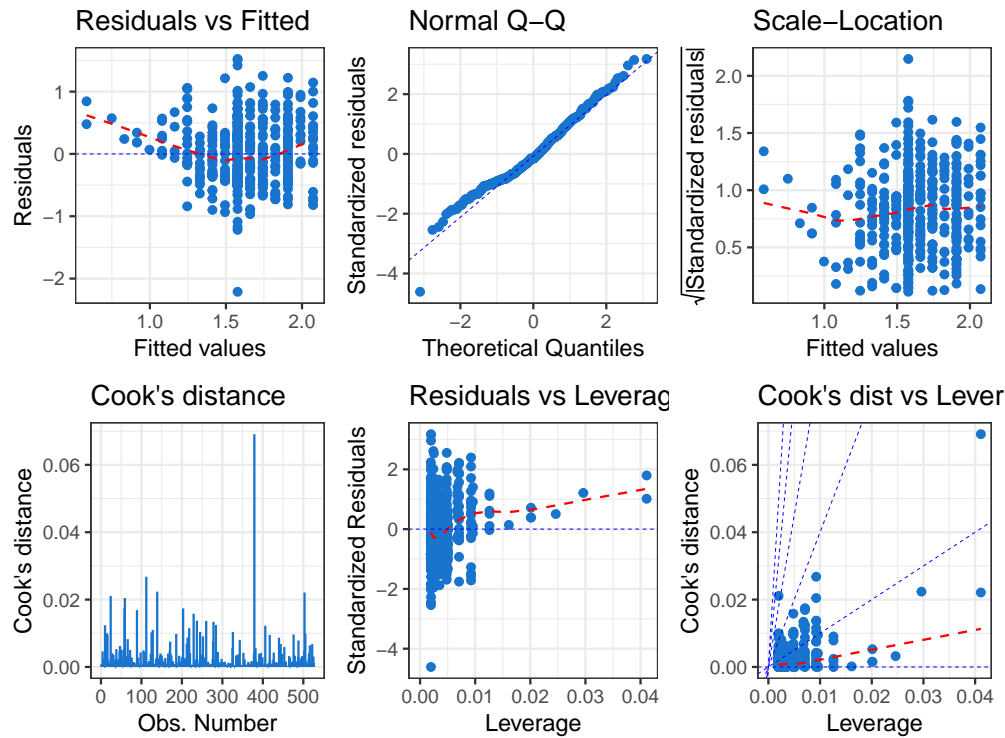 Residuals vs Fitted
Residuals
1
0
−1
−2
1.0 1.5 2.0
Fitted values
Normal Q−Q
Standardized residuals
2
0
−2
−4
−2 0 2
Theoretical Quantiles
Scale−Location
√|Standardized residuals|
2.0
1.5
1.0
0.5
1.0 1.5 2.0
Fitted values
Cook's distance
Cook's distance
0.06
0.04
0.02
0.00
0 100 200 300 400 500
Obs. Number
Residuals vs Leverag
Standardized Residuals
2
0
−2
−4
0.00 0.01 0.02 0.03 0.04
Leverage
Cook's dist vs Lever
Cook's distance
0.06
0.04
0.02
0.00
0.00 0.01 0.02 0.03 0.04
Leverage